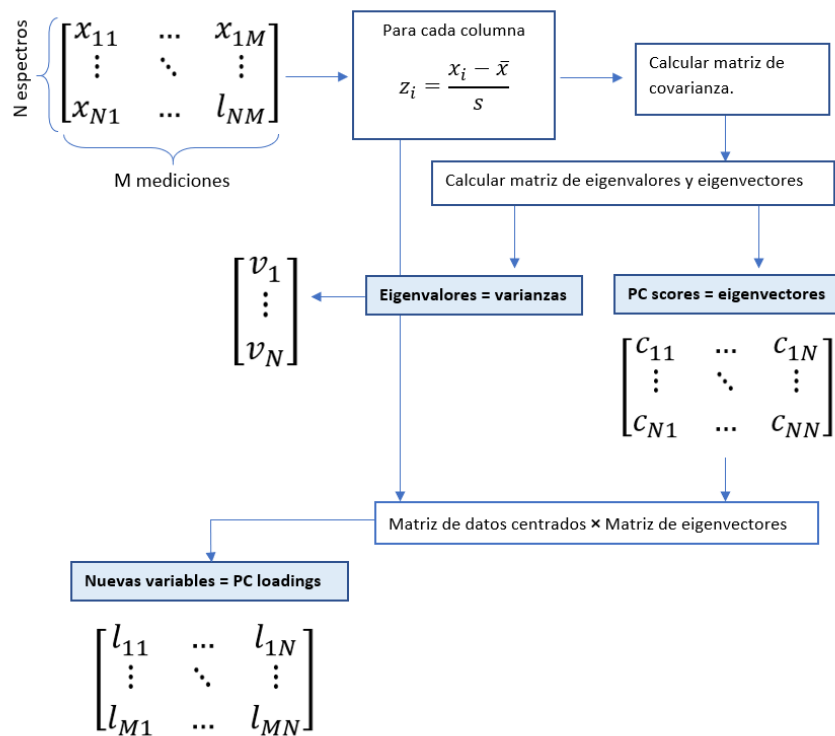 N espectros
x₁₁ ... x₁M
⋮ ⋱ ⋮
xN₁ ... lNM
M mediciones
Para cada columna
zᵢ = (xᵢ − x̄) / s
Calcular matriz de
covarianza.
Calcular matriz de eigenvalores y eigenvectores
v₁
⋮
vN
Eigenvalores = varianzas
PC scores = eigenvectores
c₁₁ ... c₁N
⋮ ⋱ ⋮
cN₁ ... cNN
Matriz de datos centrados × Matriz de eigenvectores
Nuevas variables = PC loadings
l₁₁ ... l₁N
⋮ ⋱ ⋮
lM₁ ... lMN